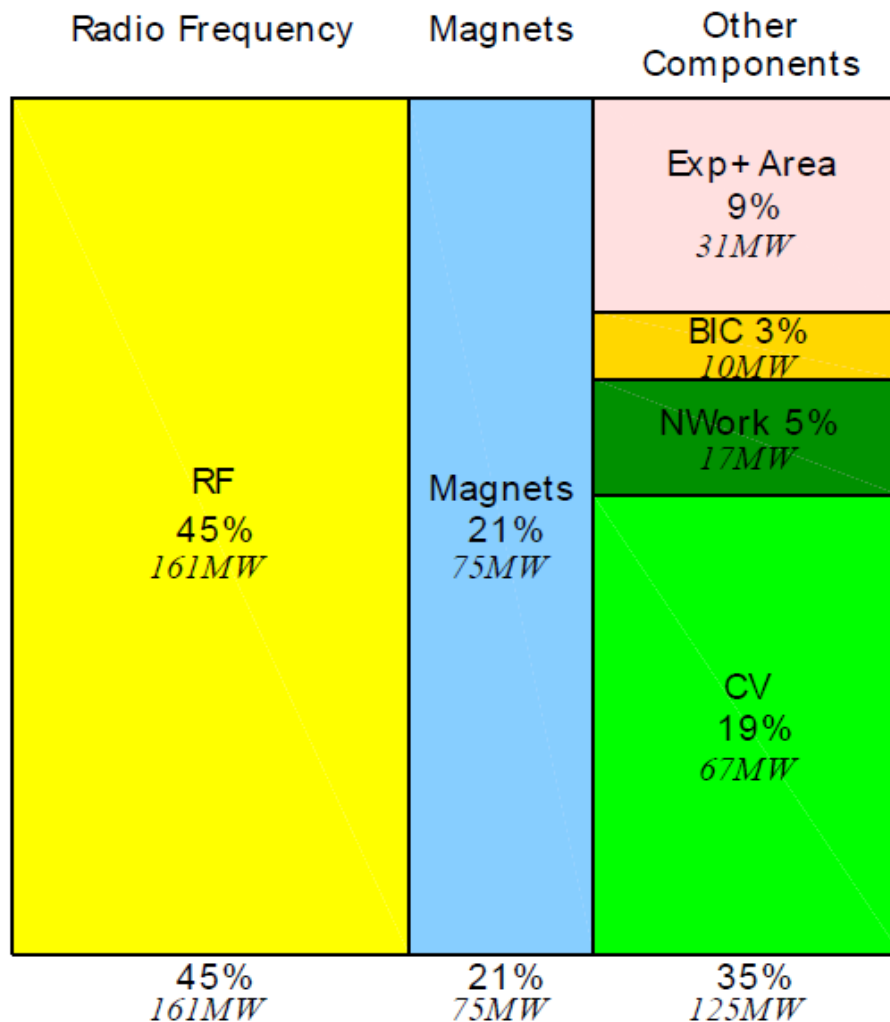 Radio Frequency
Magnets
Other
Components
Exp+ Area
9%
31MW
BIC 3%
10MW
NWork 5%
17MW
RF
45%
161MW
Magnets
21%
75MW
CV
19%
67MW
45%
161MW
21%
75MW
35%
125MW